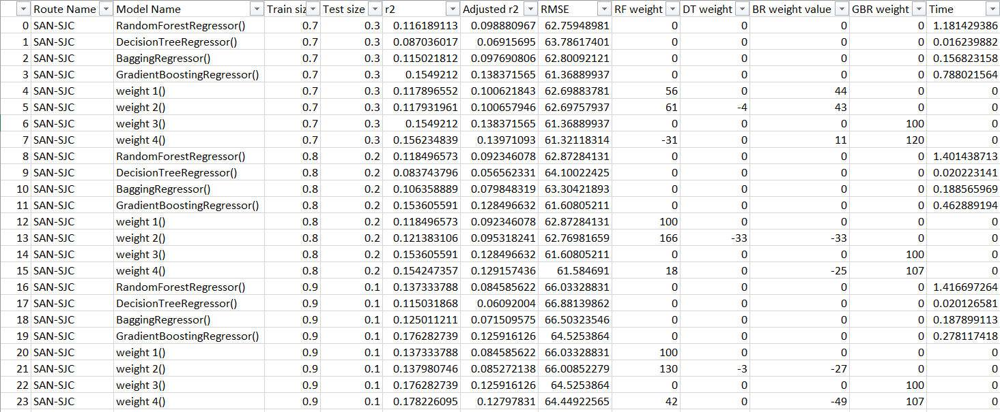 Route Name Model Name Train siz Test size r2 Adjusted r2 RMSE RF weight DT weight BR weight value GBR weight Time
0 SAN-SJC RandomForestRegressor() 0.7 0.3 0.116189113 0.098880967 62.75948981 0 0 0 0 1.181429386
1 SAN-SJC DecisionTreeRegressor() 0.7 0.3 0.087036017 0.06915695 63.78617401 0 0 0 0 0.016239882
2 SAN-SJC BaggingRegressor() 0.7 0.3 0.115021812 0.097690806 62.80092121 0 0 0 0 0.156823158
3 SAN-SJC GradientBoostingRegressor() 0.7 0.3 0.1549212 0.138371565 61.36889937 0 0 0 0 0.788021564
4 SAN-SJC weight 1() 0.7 0.3 0.117896552 0.100621843 62.69883781 56 0 44 0 0
5 SAN-SJC weight 2() 0.7 0.3 0.117931961 0.100657946 62.69757937 61 -4 43 0 0
6 SAN-SJC weight 3() 0.7 0.3 0.1549212 0.138371565 61.36889937 0 0 0 100 0
7 SAN-SJC weight 4() 0.7 0.3 0.156234839 0.13971093 61.32118314 -31 0 11 120 0
8 SAN-SJC RandomForestRegressor() 0.8 0.2 0.118496573 0.092346078 62.87284131 0 0 0 0 1.401438713
9 SAN-SJC DecisionTreeRegressor() 0.8 0.2 0.083743796 0.056562331 64.10022425 0 0 0 0 0.020223141
10 SAN-SJC BaggingRegressor() 0.8 0.2 0.106358889 0.079848319 63.30421893 0 0 0 0 0.188565969
11 SAN-SJC GradientBoostingRegressor() 0.8 0.2 0.153605591 0.128496632 61.60805211 0 0 0 0 0.462889194
12 SAN-SJC weight 1() 0.8 0.2 0.118496573 0.092346078 62.87284131 100 0 0 0 0
13 SAN-SJC weight 2() 0.8 0.2 0.121383106 0.095318241 62.76981659 166 -33 -33 0 0
14 SAN-SJC weight 3() 0.8 0.2 0.153605591 0.128496632 61.60805211 0 0 0 100 0
15 SAN-SJC weight 4() 0.8 0.2 0.154247357 0.129157436 61.584691 18 0 -25 107 0
16 SAN-SJC RandomForestRegressor() 0.9 0.1 0.137333788 0.084585622 66.03328831 0 0 0 0 1.416697264
17 SAN-SJC DecisionTreeRegressor() 0.9 0.1 0.115031868 0.06092004 66.88139862 0 0 0 0 0.020126581
18 SAN-SJC BaggingRegressor() 0.9 0.1 0.125011211 0.071509575 66.50323546 0 0 0 0 0.187899113
19 SAN-SJC GradientBoostingRegressor() 0.9 0.1 0.176282739 0.125916126 64.5253864 0 0 0 0 0.278117418
20 SAN-SJC weight 1() 0.9 0.1 0.137333788 0.084585622 66.03328831 100 0 0 0 0
21 SAN-SJC weight 2() 0.9 0.1 0.137980746 0.085272138 66.00852279 130 -3 -27 0 0
22 SAN-SJC weight 3() 0.9 0.1 0.176282739 0.125916126 64.5253864 0 0 0 100 0
23 SAN-SJC weight 4() 0.9 0.1 0.178226095 0.12797831 64.44922565 42 0 -49 107 0